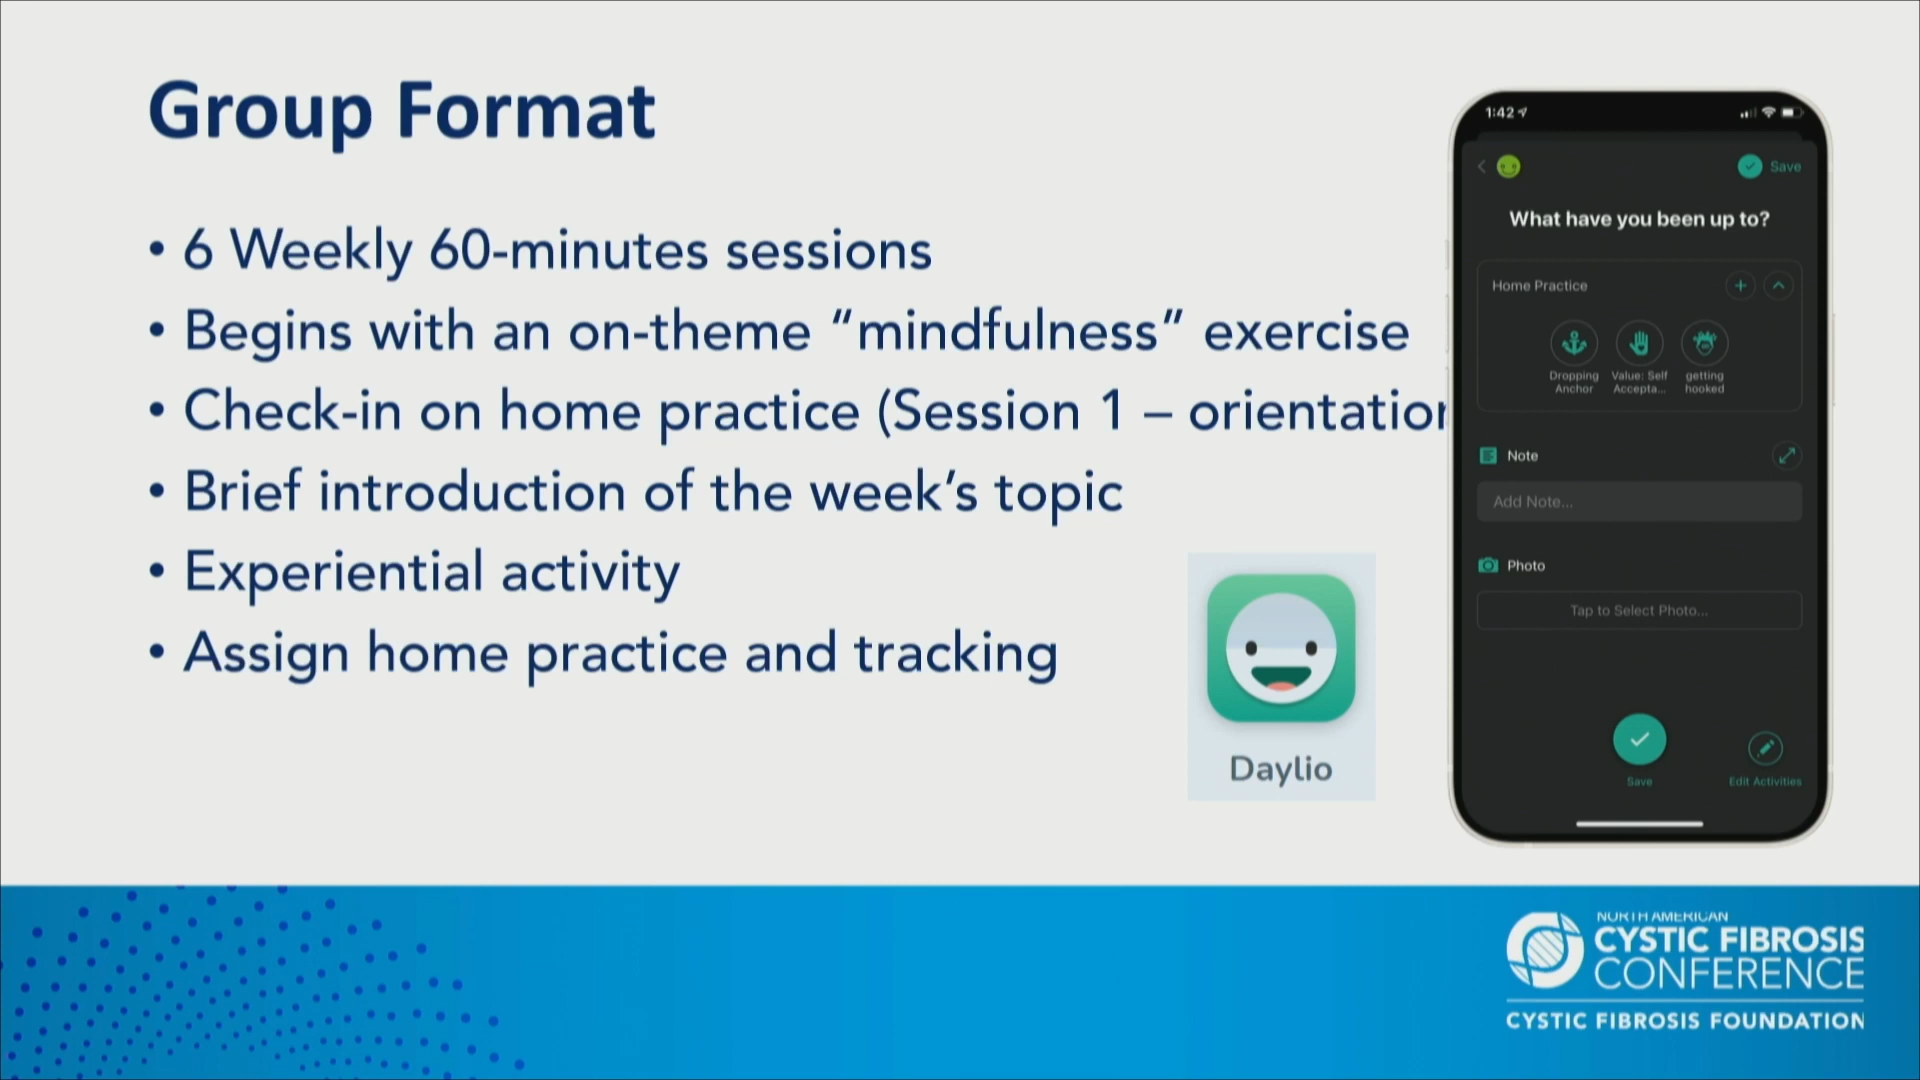 Group Format
• 6 Weekly 60-minutes sessions
• Begins with an on-theme “mindfulness” exercise
• Check-in on home practice (Session 1 – orientation
• Brief introduction of the week’s topic
• Experiential activity
• Assign home practice and tracking
Daylio
1:42
Save
What have you been up to?
Home Practice
Dropping Anchor
Value: Self Accepta...
getting hooked
Note
Add Note...
Photo
Tap to Select Photo...
Save
Edit Activities
NORTH AMERICAN
CYSTIC FIBROSIS
CONFERENCE
CYSTIC FIBROSIS FOUNDATION